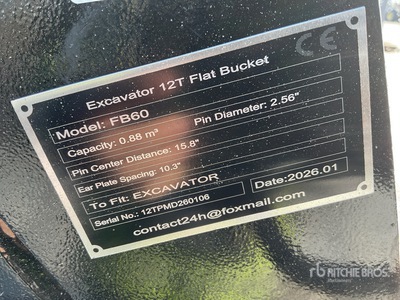 CE
Excavator 12T Flat Bucket
Model: FB60
Capacity: 0.88 m³ Pin Diameter: 2.56"
Pin Center Distance: 15.8"
Ear Plate Spacing: 10.3"
To Fit: EXCAVATOR
Serial No.: 12TPMD260106 Date:2026.01
contact24h@foxmail.com
rb RITCHIE BROS.
Auctioneers